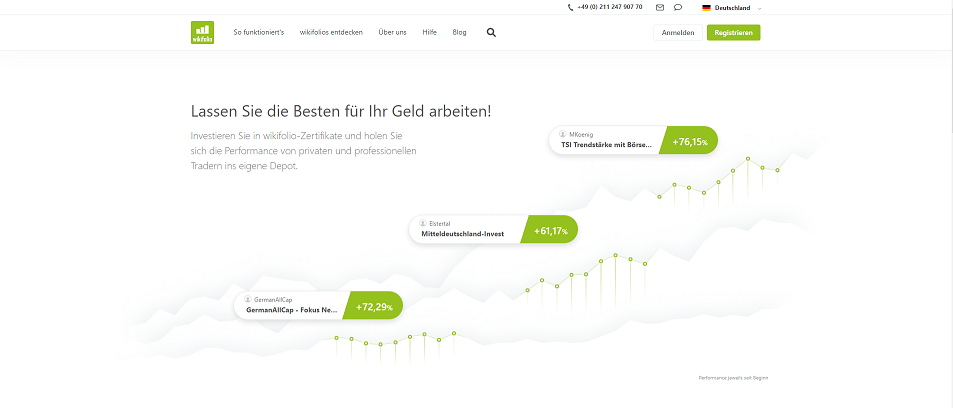 +49 (0) 211 247 907 70
Deutschland
wikifolio
So funktioniert's
wikifolios entdecken
Über uns
Hilfe
Blog
Anmelden
Registrieren
Lassen Sie die Besten für Ihr Geld arbeiten!
Investieren Sie in wikifolio-Zertifikate und holen Sie
sich die Performance von privaten und professionellen
Tradern ins eigene Depot.
MKoenig
TSI Trendstärke mit Börse...
+76,15%
Elstertal
Mitteldeutschland-Invest
+61,17%
GermanAllCap
GermanAllCap - Fokus Ne...
+72,29%
Performance jeweils seit Beginn